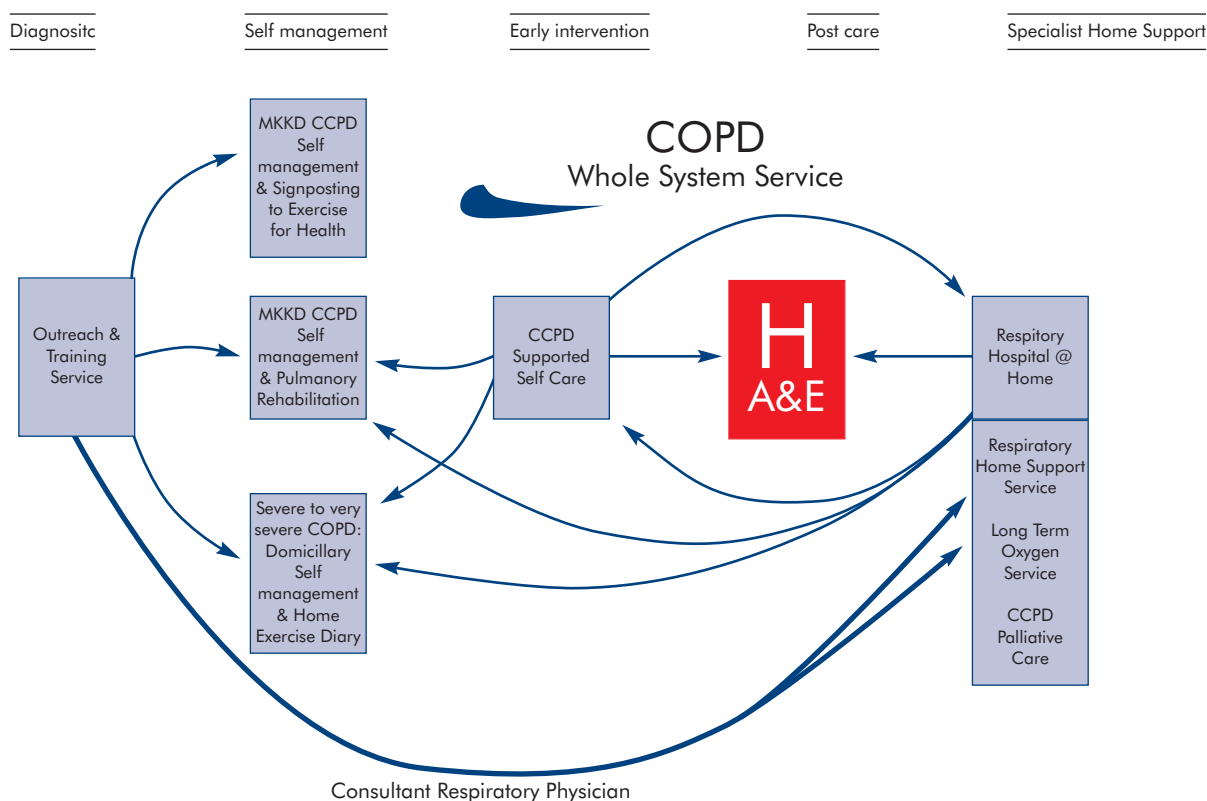 Diagnositc
Self management
Early intervention
Post care
Specialist Home Support
COPD
Whole System Service
MKKD CCPD
Self
management
& Signposting
to Exercise
for Health
Outreach &
Training
Service
MKKD CCPD
Self
management
& Pulmanory
Rehabilitation
CCPD
Supported
Self Care
H
A&E
Respitory
Hospital @
Home
Severe to very
severe COPD:
Domicillary
Self
management
& Home
Exercise Diary
Respiratory
Home Support
Service
Long Term
Oxygen
Service
CCPD
Palliative
Care
Consultant Respiratory Physician